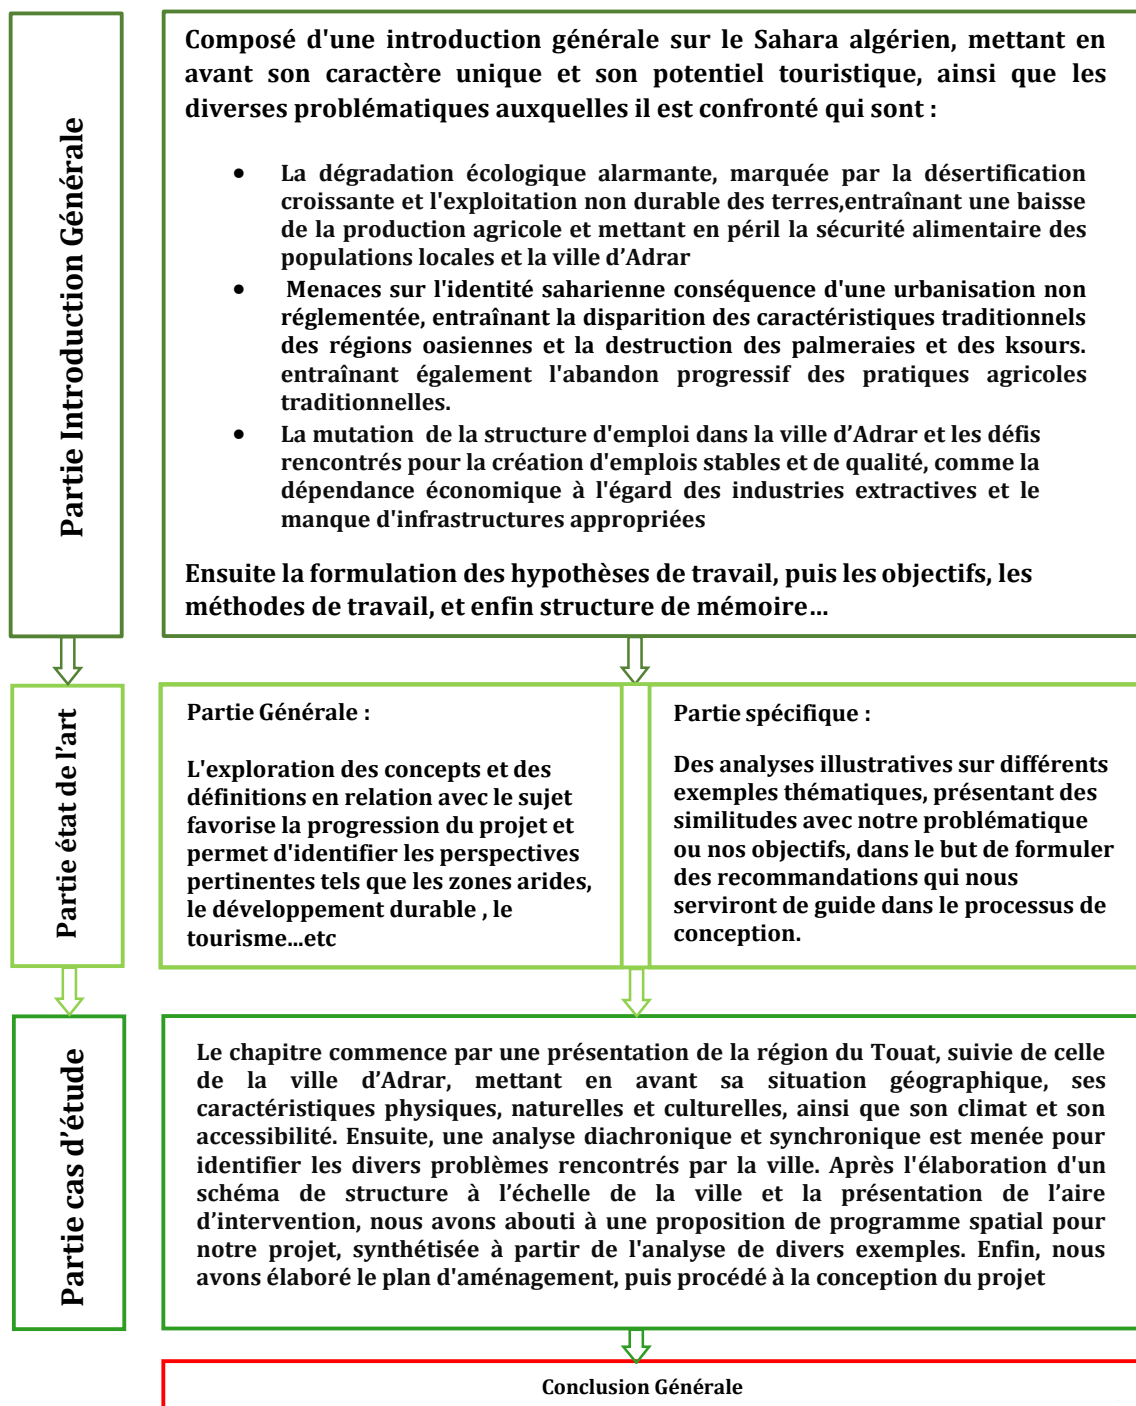 Partie Introduction Générale
Composé d'une introduction générale sur le Sahara algérien, mettant en
avant son caractère unique et son potentiel touristique, ainsi que les
diverses problématiques auxquelles il est confronté qui sont :
• La dégradation écologique alarmante, marquée par la désertification
croissante et l'exploitation non durable des terres,entraînant une baisse
de la production agricole et mettant en péril la sécurité alimentaire des
populations locales et la ville d'Adrar
• Menaces sur l'identité saharienne conséquence d'une urbanisation non
réglementée, entraînant la disparition des caractéristiques traditionnels
des régions oasiennes et la destruction des palmeraies et des ksours.
entraînant également l'abandon progressif des pratiques agricoles
traditionnelles.
• La mutation de la structure d'emploi dans la ville d'Adrar et les défis
rencontrés pour la création d'emplois stables et de qualité, comme la
dépendance économique à l'égard des industries extractives et le
manque d'infrastructures appropriées
Ensuite la formulation des hypothèses de travail, puis les objectifs, les
méthodes de travail, et enfin structure de mémoire…
Partie état de l'art
Partie Générale :
L'exploration des concepts et des
définitions en relation avec le sujet
favorise la progression du projet et
permet d'identifier les perspectives
pertinentes tels que les zones arides,
le développement durable , le
tourisme...etc
Partie spécifique :
Des analyses illustratives sur différents
exemples thématiques, présentant des
similitudes avec notre problématique
ou nos objectifs, dans le but de formuler
des recommandations qui nous
serviront de guide dans le processus de
conception.
Partie cas d'étude
Le chapitre commence par une présentation de la région du Touat, suivie de celle
de la ville d'Adrar, mettant en avant sa situation géographique, ses
caractéristiques physiques, naturelles et culturelles, ainsi que son climat et son
accessibilité. Ensuite, une analyse diachronique et synchronique est menée pour
identifier les divers problèmes rencontrés par la ville. Après l'élaboration d'un
schéma de structure à l'échelle de la ville et la présentation de l'aire
d'intervention, nous avons abouti à une proposition de programme spatial pour
notre projet, synthétisée à partir de l'analyse de divers exemples. Enfin, nous
avons élaboré le plan d'aménagement, puis procédé à la conception du projet
Conclusion Générale